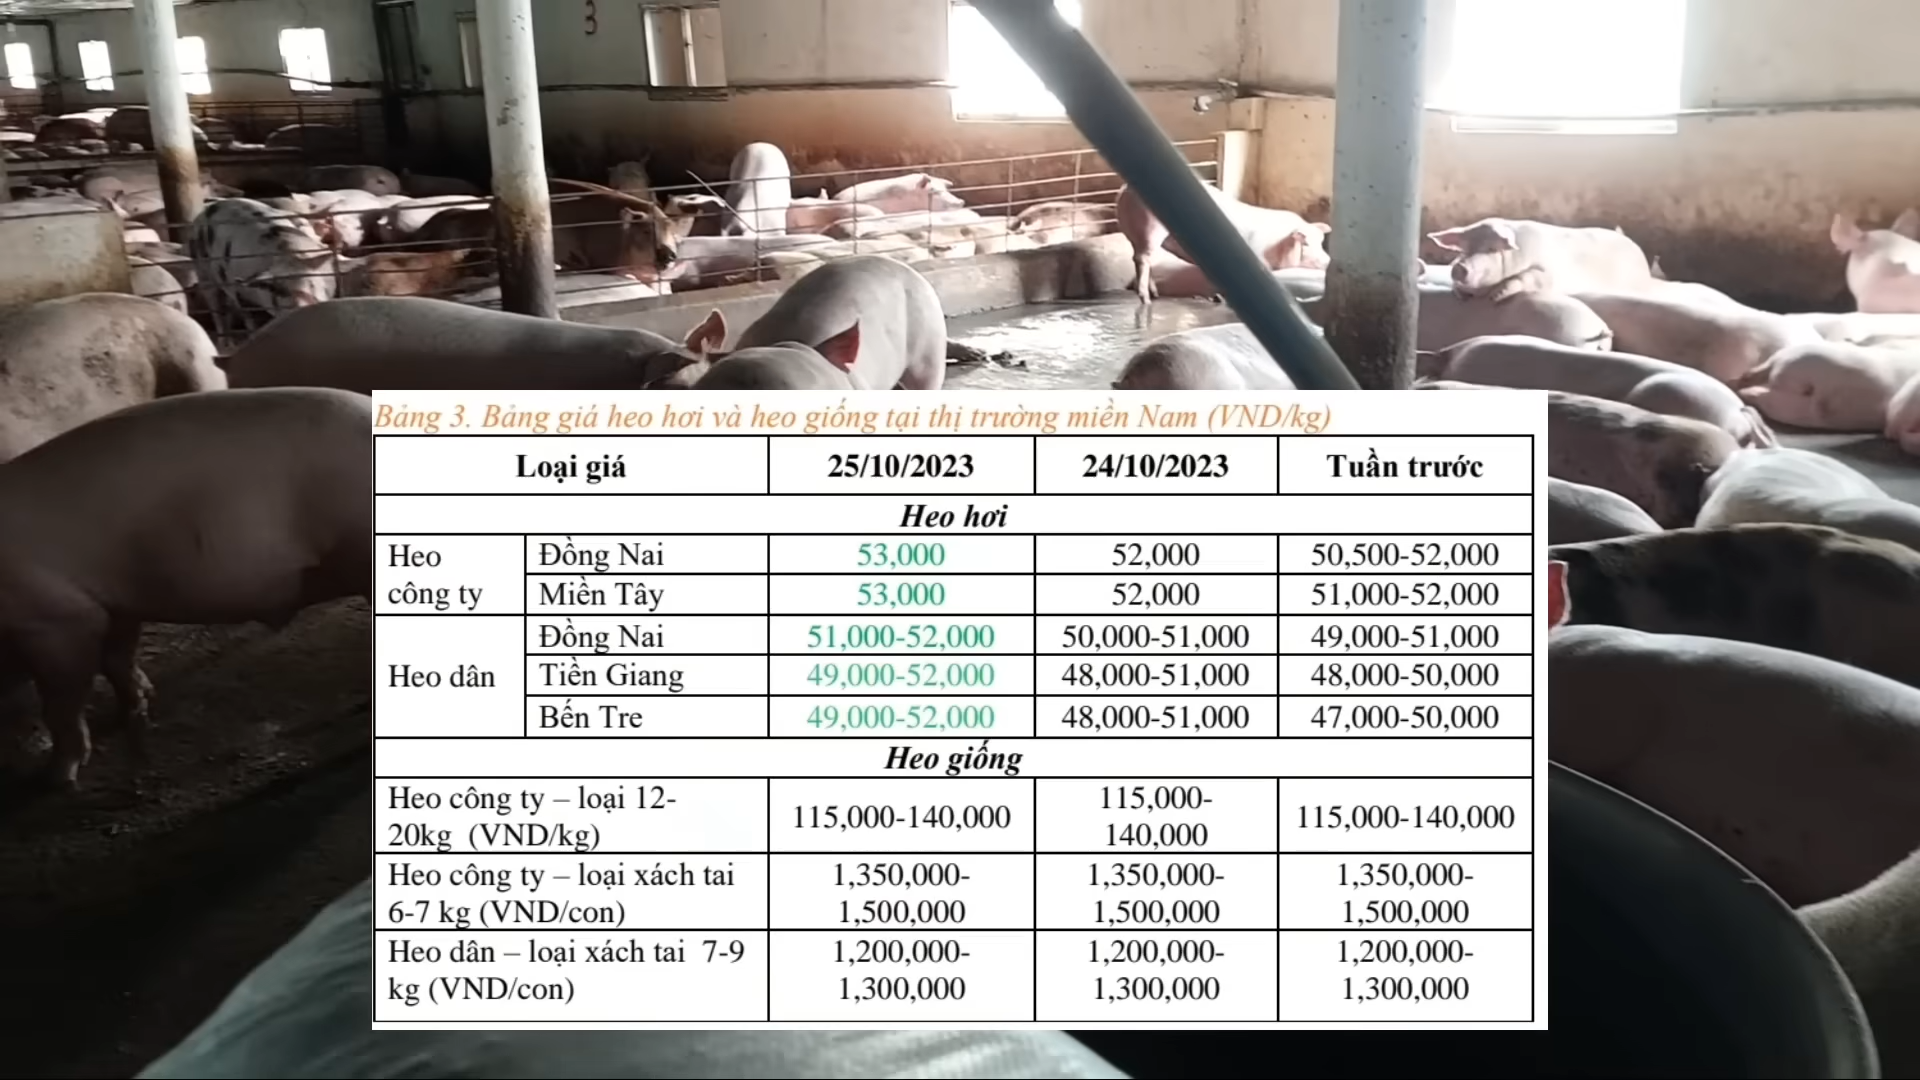 3
Bảng 3. Bảng giá heo hơi và heo giống tại thị trường miền Nam (VND/kg)
Loại giá 25/10/2023 24/10/2023 Tuần trước
Heo hơi
Heo công ty
Đồng Nai 53,000 52,000 50,500-52,000
Miền Tây 53,000 52,000 51,000-52,000
Heo dân
Đồng Nai 51,000-52,000 50,000-51,000 49,000-51,000
Tiền Giang 49,000-52,000 48,000-51,000 48,000-50,000
Bến Tre 49,000-52,000 48,000-51,000 47,000-50,000
Heo giống
Heo công ty – loại 12-
20kg (VND/kg)
115,000-140,000
115,000-
140,000
115,000-140,000
Heo công ty – loại xách tai
6-7 kg (VND/con)
1,350,000-
1,500,000
1,350,000-
1,500,000
1,350,000-
1,500,000
Heo dân – loại xách tai 7-9
kg (VND/con)
1,200,000-
1,300,000
1,200,000-
1,300,000
1,200,000-
1,300,000